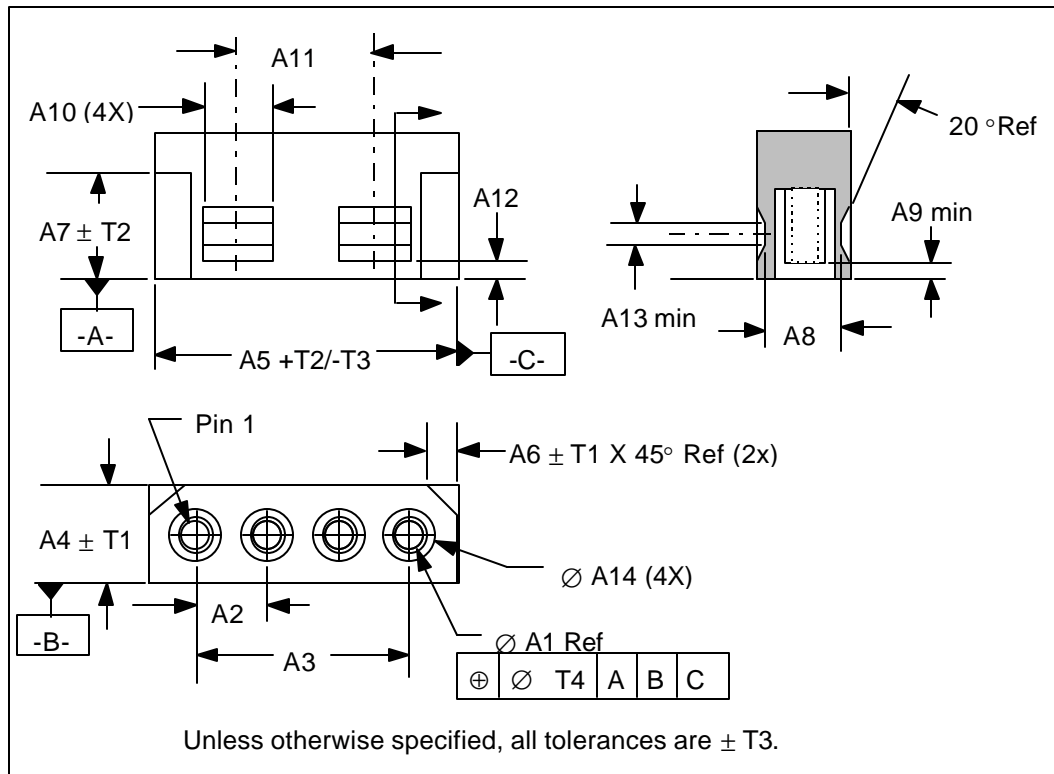 A11
A10 (4X)
20 °Ref
A12
A7 ± T2
A9 min
A13 min
-A-
A5 +T2/-T3
-C-
A8
Pin 1
A6 ± T1 X 45° Ref (2x)
A4 ± T1
∅ A14 (4X)
A2
-B-
∅ A1 Ref
A3
⊕ ∅ T4 A B C
Unless otherwise specified, all tolerances are ± T3.